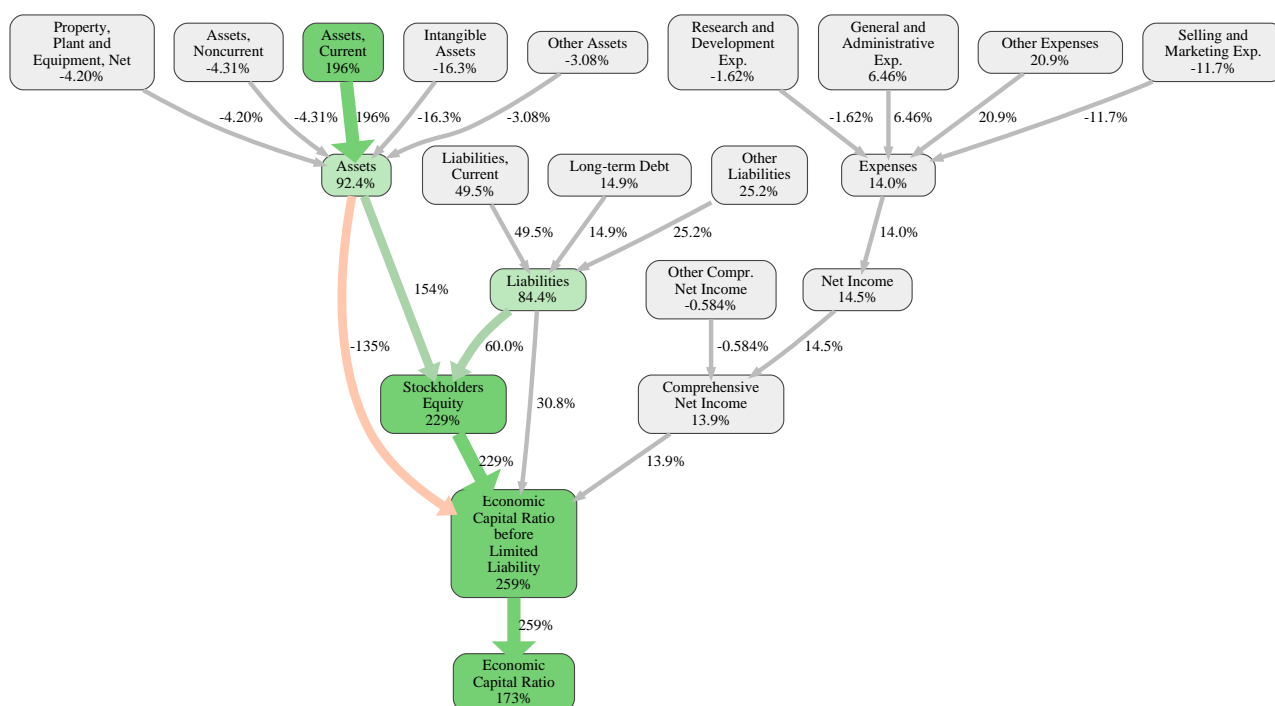 Property,
Plant and
Equipment, Net
-4.20%
Assets,
Noncurrent
-4.31%
Assets,
Current
196%
Intangible
Assets
-16.3%
Other Assets
-3.08%
Research and
Development
Exp.
-1.62%
General and
Administrative
Exp.
6.46%
Other Expenses
20.9%
Selling and
Marketing Exp.
-11.7%
-4.20%
-4.31%
196%
-16.3%
-3.08%
-1.62%
6.46%
20.9%
-11.7%
Assets
92.4%
Liabilities,
Current
49.5%
Long-term Debt
14.9%
Other
Liabilities
25.2%
Expenses
14.0%
49.5%
14.9%
25.2%
14.0%
154%
Liabilities
84.4%
Other Compr.
Net Income
-0.584%
Net Income
14.5%
-135%
60.0%
-0.584%
14.5%
Stockholders
Equity
229%
30.8%
Comprehensive
Net Income
13.9%
229%
13.9%
Economic
Capital Ratio
before
Limited
Liability
259%
259%
Economic
Capital Ratio
173%